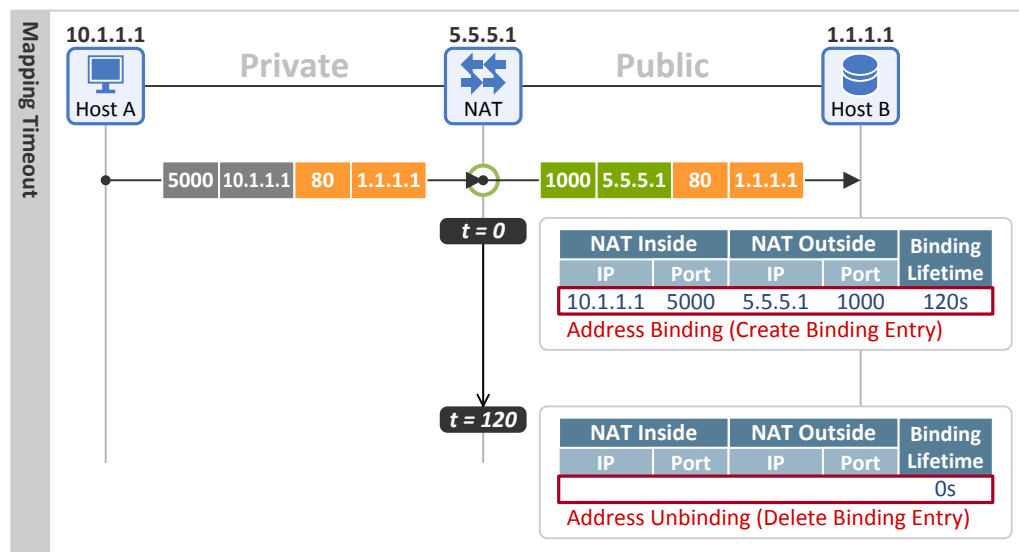 Mapping Timeout
10.1.1.1
5.5.5.1
1.1.1.1
Private
Public
Host A
NAT
Host B
5000 10.1.1.1 80 1.1.1.1
1000 5.5.5.1 80 1.1.1.1
t = 0
NAT Inside NAT Outside Binding
IP Port IP Port Lifetime
10.1.1.1 5000 5.5.5.1 1000 120s
Address Binding (Create Binding Entry)
t = 120
NAT Inside NAT Outside Binding
IP Port IP Port Lifetime
0s
Address Unbinding (Delete Binding Entry)